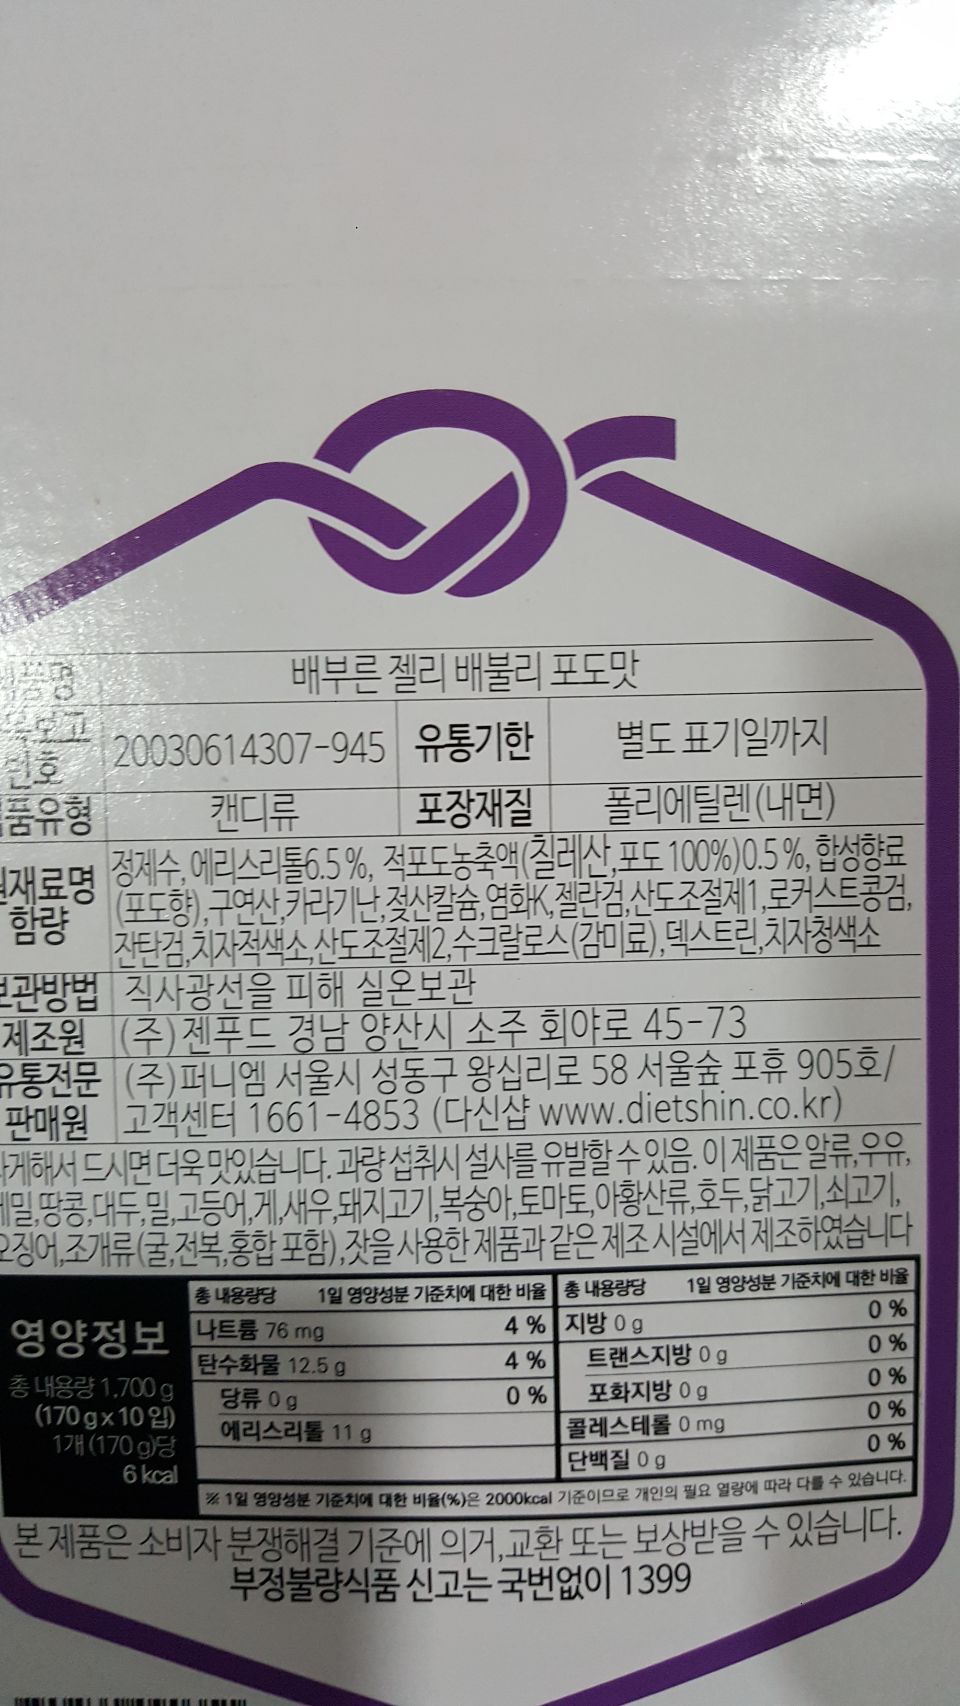 배부른 젤리 배불리 포도맛
20030614307-945 유통기한 별도 표기일까지
품유형 캔디류 포장재질 폴리에틸렌(내면)
원재료명 정제수, 에리스리톨6.5%, 적포도농축액(칠레산,포도 100%)0.5%, 합성향료
함량 (포도향),구연산,카라기난,젖산칼슘,염화K,젤란검,산도조절제1,로커스트콩검,
잔탄검,치자적색소,산도조절제2,수크랄로스(감미료),덱스트린,치자청색소
보관방법 직사광선을 피해 실온보관
제조원 (주)젠푸드 경남 양산시 소주 회야로 45-73
유통전문 (주)퍼니엠 서울시 성동구 왕십리로 58 서울숲 포휴 905호/
판매원 고객센터 1661-4853 (다신샵 www.dietshin.co.kr)
게해서 드시면 더욱 맛있습니다. 과량 섭취시 설사를 유발할 수 있음. 이 제품은 알류,우유,
메밀,땅콩,대두,밀,고등어,게,새우,돼지고기,복숭아,토마토,아황산류,호두,닭고기,쇠고기,
오징어,조개류(굴,전복,홍합 포함),잣을 사용한 제품과 같은 제조 시설에서 제조하였습니다
영양정보
총 내용량 1,700 g
(170 g x 10 입)
1개 (170 g)당
6 kcal
총 내용량당 1일 영양성분 기준치에 대한 비율
나트륨 76 mg 4 %
탄수화물 12.5 g 4 %
당류 0 g 0 %
에리스리톨 11 g
총 내용량당 1일 영양성분 기준치에 대한 비율
지방 0 g 0 %
트랜스지방 0 g 0 %
포화지방 0 g 0 %
콜레스테롤 0 mg 0 %
단백질 0 g 0 %
※ 1일 영양성분 기준치에 대한 비율(%)은 2000kcal 기준이므로 개인의 필요 열량에 따라 다를 수 있습니다.
본 제품은 소비자 분쟁해결 기준에 의거,교환 또는 보상받을 수 있습니다.
부정불량식품 신고는 국번없이 1399